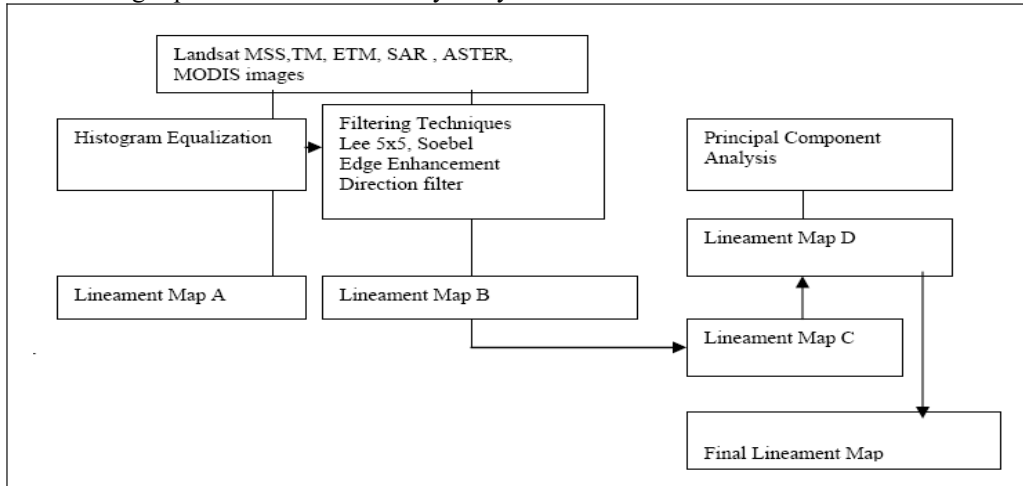 Landsat MSS,TM, ETM, SAR , ASTER,
MODIS images
Histogram Equalization
Filtering Techniques
Lee 5x5, Soebel
Edge Enhancement
Direction filter
Principal Component
Analysis
Lineament Map D
Lineament Map A
Lineament Map B
Lineament Map C
Final Lineament Map